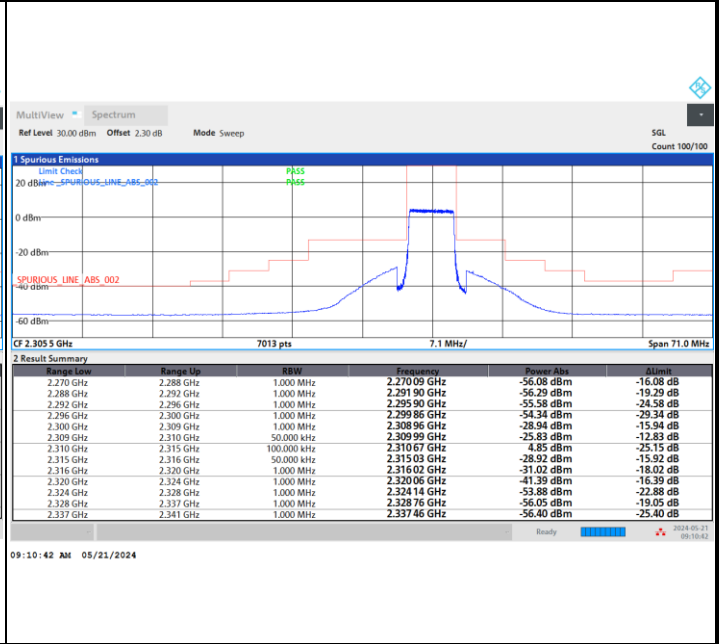 MultiView Spectrum
Ref Level 30.00 dBm Offset 2.30 dB Mode Sweep SGL
Count 100/100
1 Spurious Emissions
Limit Check PASS
Line _SPURIOUS_LINE_ABS_002 PASS
20 dBm
0 dBm
-20 dBm
_SPURIOUS_LINE_ABS_002
-40 dBm
-60 dBm
CF 2.305 5 GHz 7013 pts 7.1 MHz/ Span 71.0 MHz
2 Result Summary
Range Low Range Up RBW Frequency Power Abs ΔLimit
2.270 GHz 2.288 GHz 1.000 MHz 2.270 09 GHz -56.08 dBm -16.08 dB
2.288 GHz 2.292 GHz 1.000 MHz 2.291 90 GHz -56.29 dBm -19.29 dB
2.292 GHz 2.296 GHz 1.000 MHz 2.295 90 GHz -55.58 dBm -24.58 dB
2.296 GHz 2.300 GHz 1.000 MHz 2.299 86 GHz -54.34 dBm -29.34 dB
2.300 GHz 2.309 GHz 1.000 MHz 2.308 96 GHz -28.94 dBm -15.94 dB
2.309 GHz 2.310 GHz 50.000 kHz 2.309 99 GHz -25.83 dBm -12.83 dB
2.310 GHz 2.315 GHz 100.000 kHz 2.310 67 GHz 4.85 dBm -25.15 dB
2.315 GHz 2.316 GHz 50.000 kHz 2.315 03 GHz -28.92 dBm -15.92 dB
2.316 GHz 2.320 GHz 1.000 MHz 2.316 02 GHz -31.02 dBm -18.02 dB
2.320 GHz 2.324 GHz 1.000 MHz 2.320 06 GHz -41.39 dBm -16.39 dB
2.324 GHz 2.328 GHz 1.000 MHz 2.324 14 GHz -53.88 dBm -22.88 dB
2.328 GHz 2.337 GHz 1.000 MHz 2.328 76 GHz -56.05 dBm -19.05 dB
2.337 GHz 2.341 GHz 1.000 MHz 2.337 46 GHz -56.40 dBm -25.40 dB
Ready 2024-05-21
09:10:42
09:10:42 AM 05/21/2024